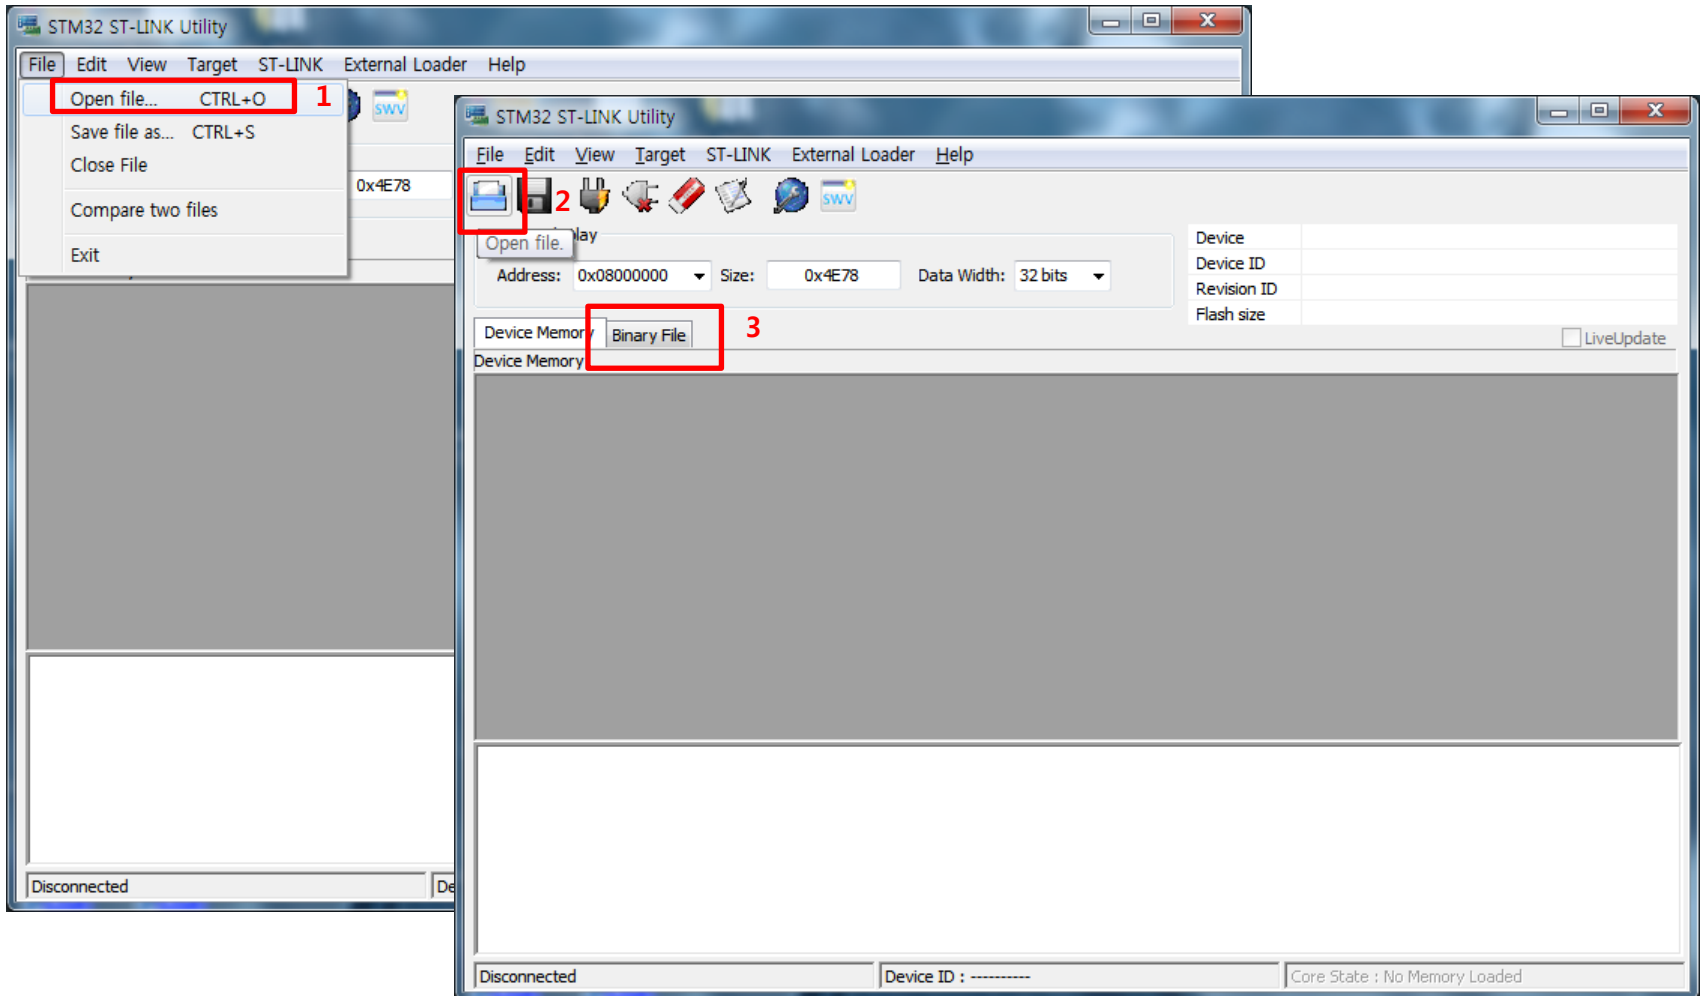 STM32 ST-LINK Utility
File Edit View Target ST-LINK External Loader Help
Open file... CTRL+O
1
SWV
Save file as... CTRL+S
Close File
0x4E78
Compare two files
Exit
Disconnected
De
STM32 ST-LINK Utility
File Edit View Target ST-LINK External Loader Help
2
SWV
Open file.
lay
Address: 0x08000000 Size: 0x4E78 Data Width: 32 bits
Device
Device ID
Revision ID
Flash size
LiveUpdate
Device Memory Binary File
3
Device Memory
Disconnected
Device ID : ----------
Core State : No Memory Loaded